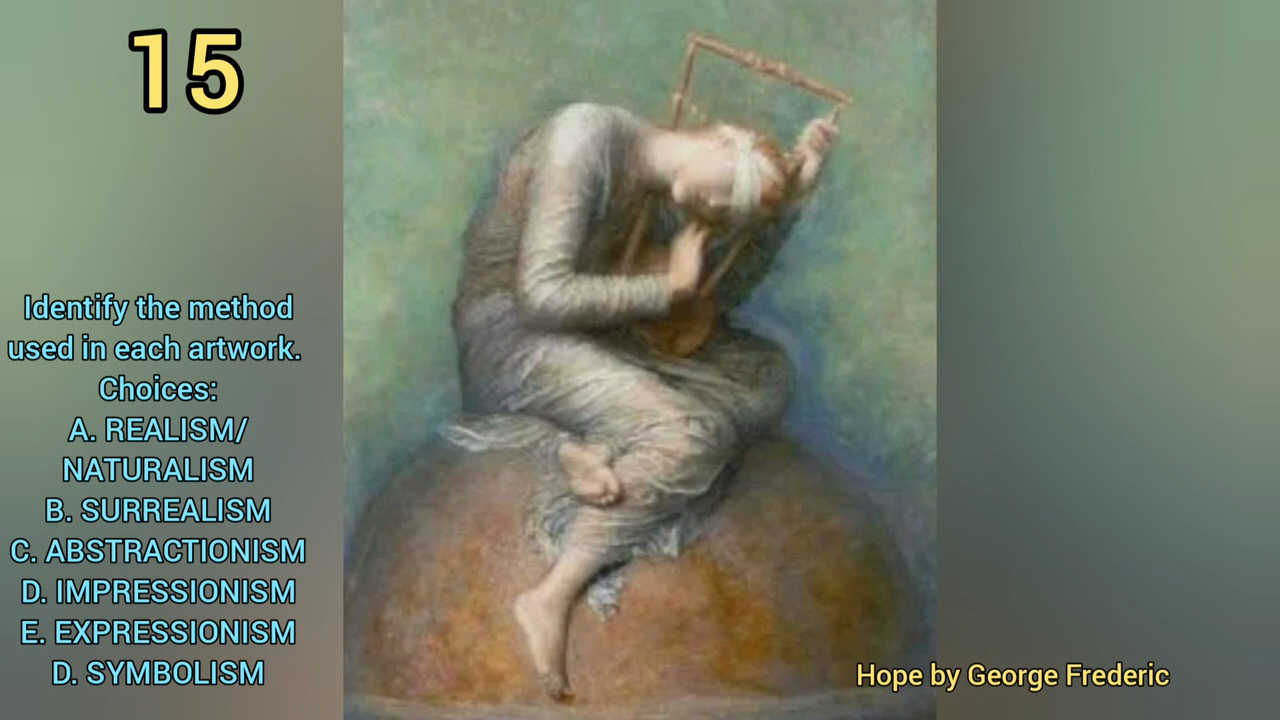 15
Identify the method
used in each artwork.
Choices:
A. REALISM/
NATURALISM
B. SURREALISM
C. ABSTRACTIONISM
D. IMPRESSIONISM
E. EXPRESSIONISM
D. SYMBOLISM
Hope by George Frederic